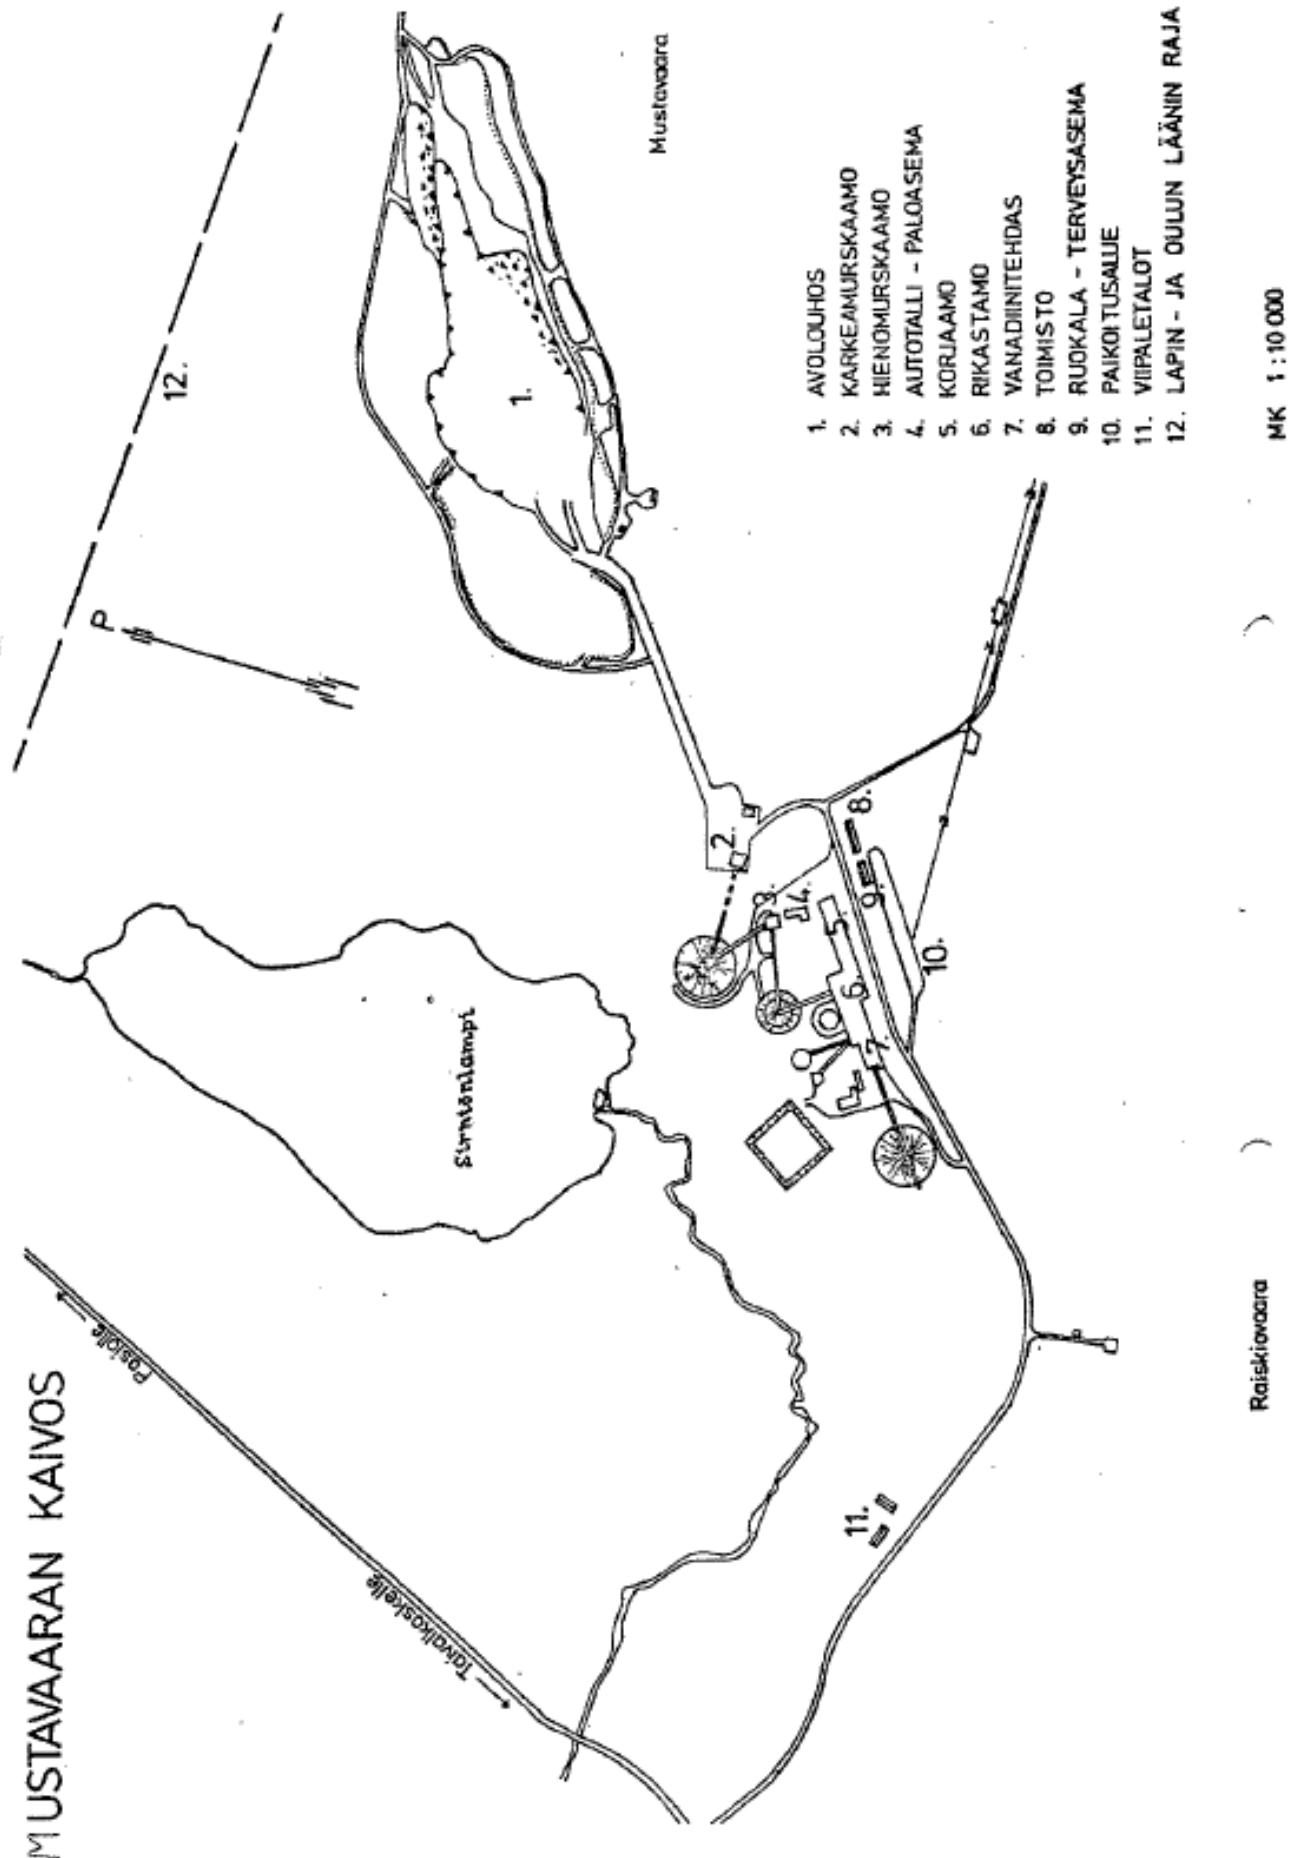 MUSTAVAARAN KAIVOS
Posiolle
Taivalkoskelle
Sirniönlampi
P
12.
1.
Mustavaara
2.
3.
4.
5.
6.
7.
8.
9.
10.
11.
Raiskiovaara
1. AVOLOUHOS
2. KARKEAMURSKAAMO
3. HIENOMURSKAAMO
4. AUTOTALLI - PALOASEMA
5. KORJAAMO
6. RIKASTAMO
7. VANADIINITEHDAS
8. TOIMISTO
9. RUOKALA - TERVEYSASEMA
10. PAIKOITUSALUE
11. VIIPALETALOT
12. LAPIN - JA OULUN LÄÄNIN RAJA
MK 1:10 000